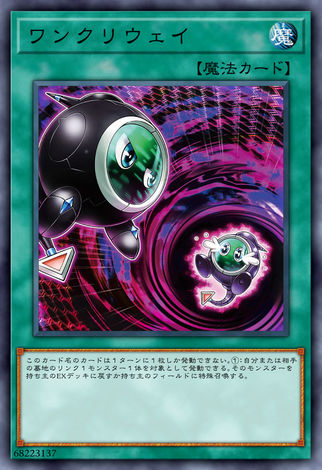 ワンクリウェイ
魔
【魔法カード】
このカード名のカードは１ターンに１枚しか発動できない。①：自分または相手
の墓地のリンク１モンスター１体を対象として発動できる。そのモンスターを
持ち主のEXデッキに戻すか持ち主のフィールドに特殊召喚する。
68223137